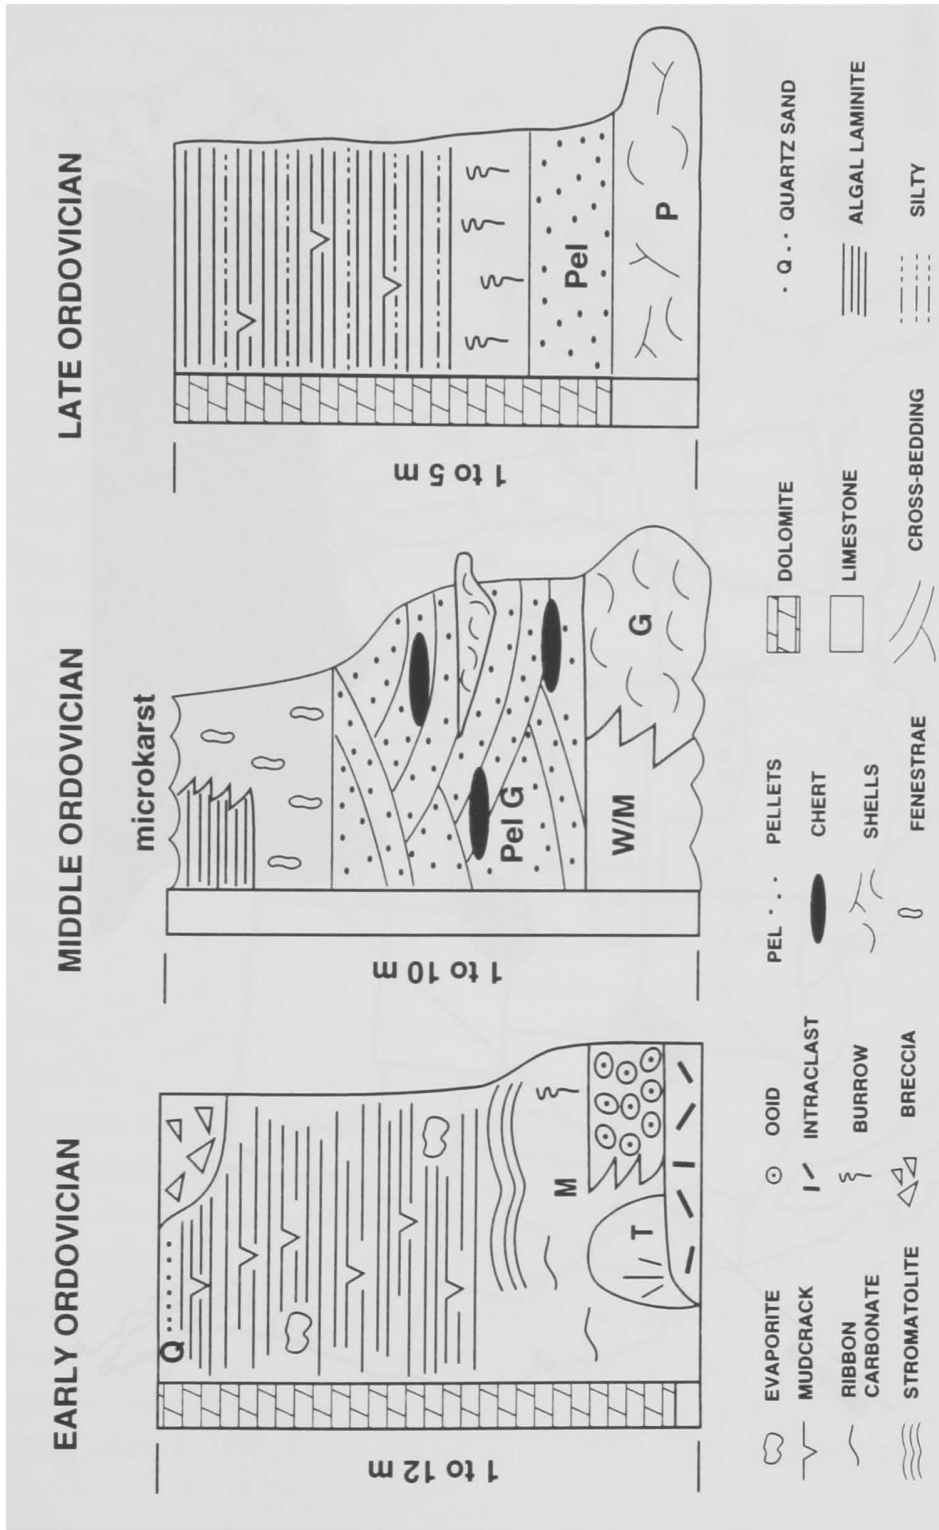 EARLY ORDOVICIAN
MIDDLE ORDOVICIAN
LATE ORDOVICIAN
1 to 12 m
Q
M
T
1 to 10 m
microkarst
Pel G
W/M
G
1 to 5 m
Pel
P
EVAPORITE
MUDCRACK
RIBBON
CARBONATE
STROMATOLITE
OOID
INTRACLAST
BURROW
BRECCIA
PEL PELLETS
CHERT
SHELLS
FENESTRAE
DOLOMITE
LIMESTONE
CROSS-BEDDING
Q QUARTZ SAND
ALGAL LAMINITE
SILTY